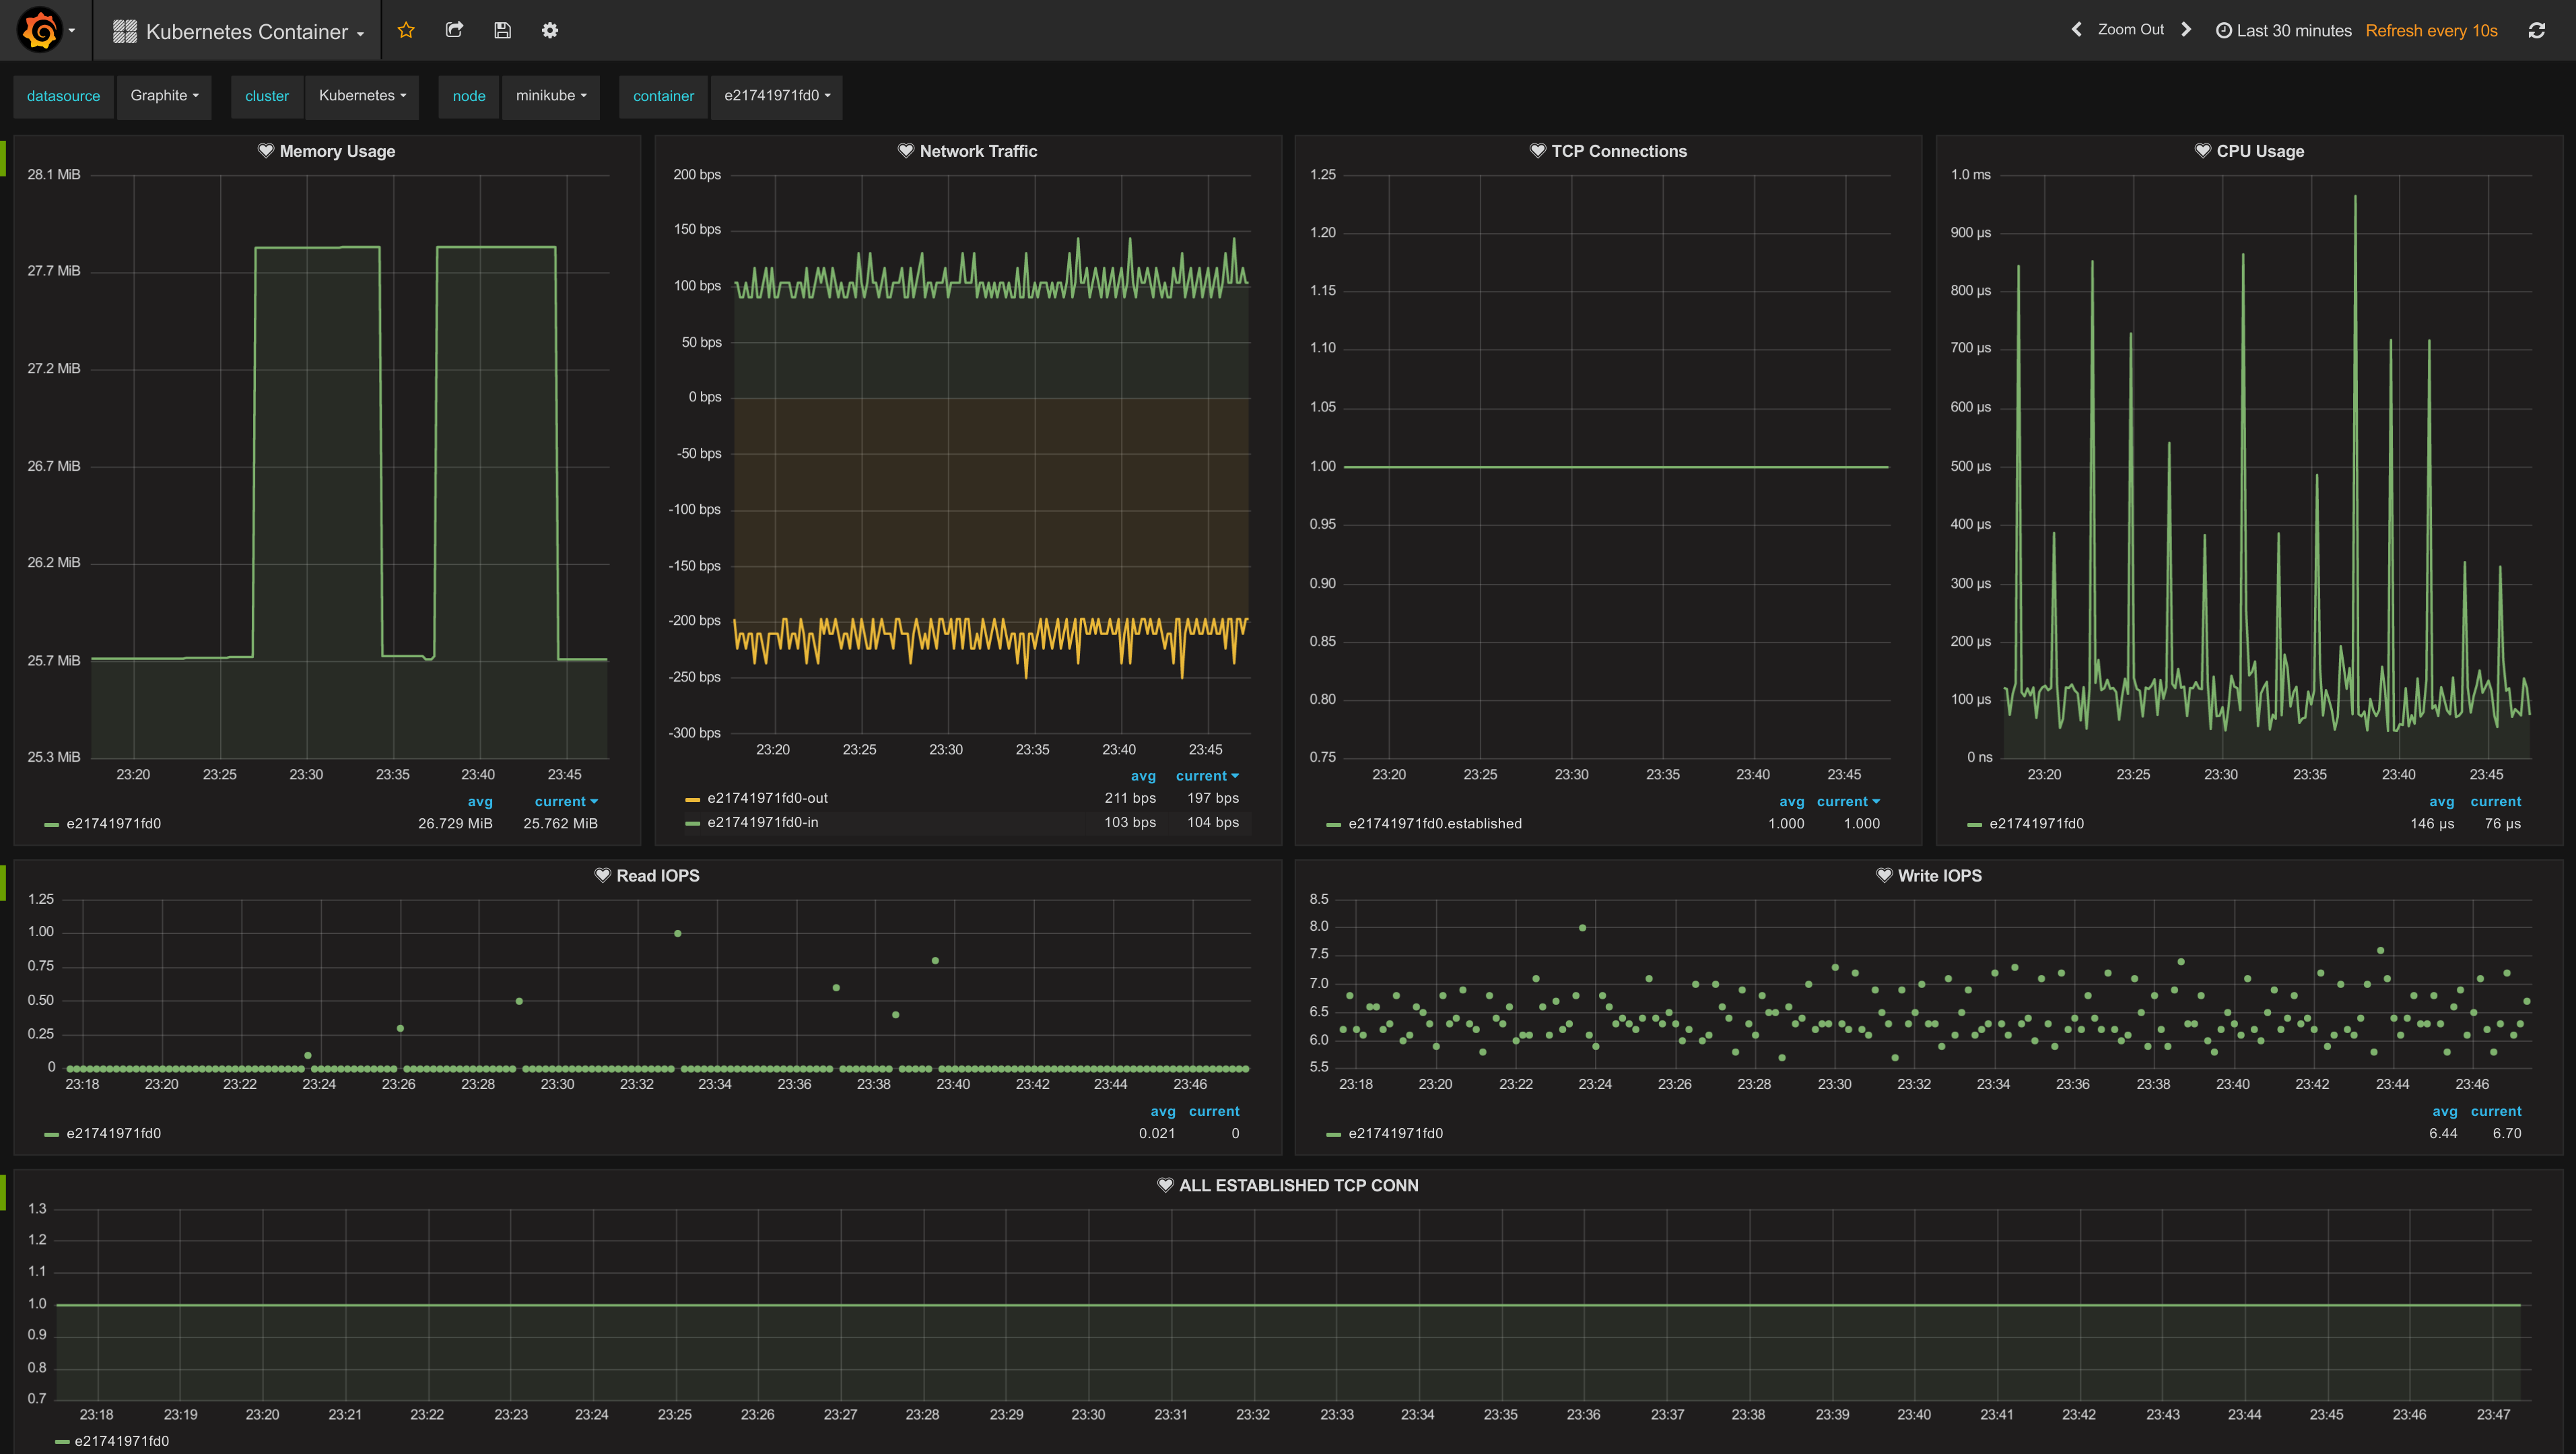 Kubernetes Container
Zoom Out Last 30 minutes Refresh every 10s
datasource Graphite cluster Kubernetes node minikube container e21741971fd0
Memory Usage
28.1 MiB
27.7 MiB
27.2 MiB
26.7 MiB
26.2 MiB
25.7 MiB
25.3 MiB
23:20 23:25 23:30 23:35 23:40 23:45
avg current
e21741971fd0 26.729 MiB 25.762 MiB
Network Traffic
200 bps
150 bps
100 bps
50 bps
0 bps
-50 bps
-100 bps
-150 bps
-200 bps
-250 bps
-300 bps
23:20 23:25 23:30 23:35 23:40 23:45
avg current
e21741971fd0-out 211 bps 197 bps
e21741971fd0-in 103 bps 104 bps
TCP Connections
1.25
1.20
1.15
1.10
1.05
1.00
0.95
0.90
0.85
0.80
0.75
23:20 23:25 23:30 23:35 23:40 23:45
avg current
e21741971fd0.established 1.000 1.000
CPU Usage
1.0 ms
900 µs
800 µs
700 µs
600 µs
500 µs
400 µs
300 µs
200 µs
100 µs
0 ns
23:20 23:25 23:30 23:35 23:40 23:45
avg current
e21741971fd0 146 µs 76 µs
Read IOPS
1.25
1.00
0.75
0.50
0.25
0
23:18 23:20 23:22 23:24 23:26 23:28 23:30 23:32 23:34 23:36 23:38 23:40 23:42 23:44 23:46
avg current
e21741971fd0 0.021 0
Write IOPS
8.5
8.0
7.5
7.0
6.5
6.0
5.5
23:18 23:20 23:22 23:24 23:26 23:28 23:30 23:32 23:34 23:36 23:38 23:40 23:42 23:44 23:46
avg current
e21741971fd0 6.44 6.70
ALL ESTABLISHED TCP CONN
1.3
1.2
1.1
1.0
0.9
0.8
0.7
23:18 23:19 23:20 23:21 23:22 23:23 23:24 23:25 23:26 23:27 23:28 23:29 23:30 23:31 23:32 23:33 23:34 23:35 23:36 23:37 23:38 23:39 23:40 23:41 23:42 23:43 23:44 23:45 23:46 23:47
e21741971fd0